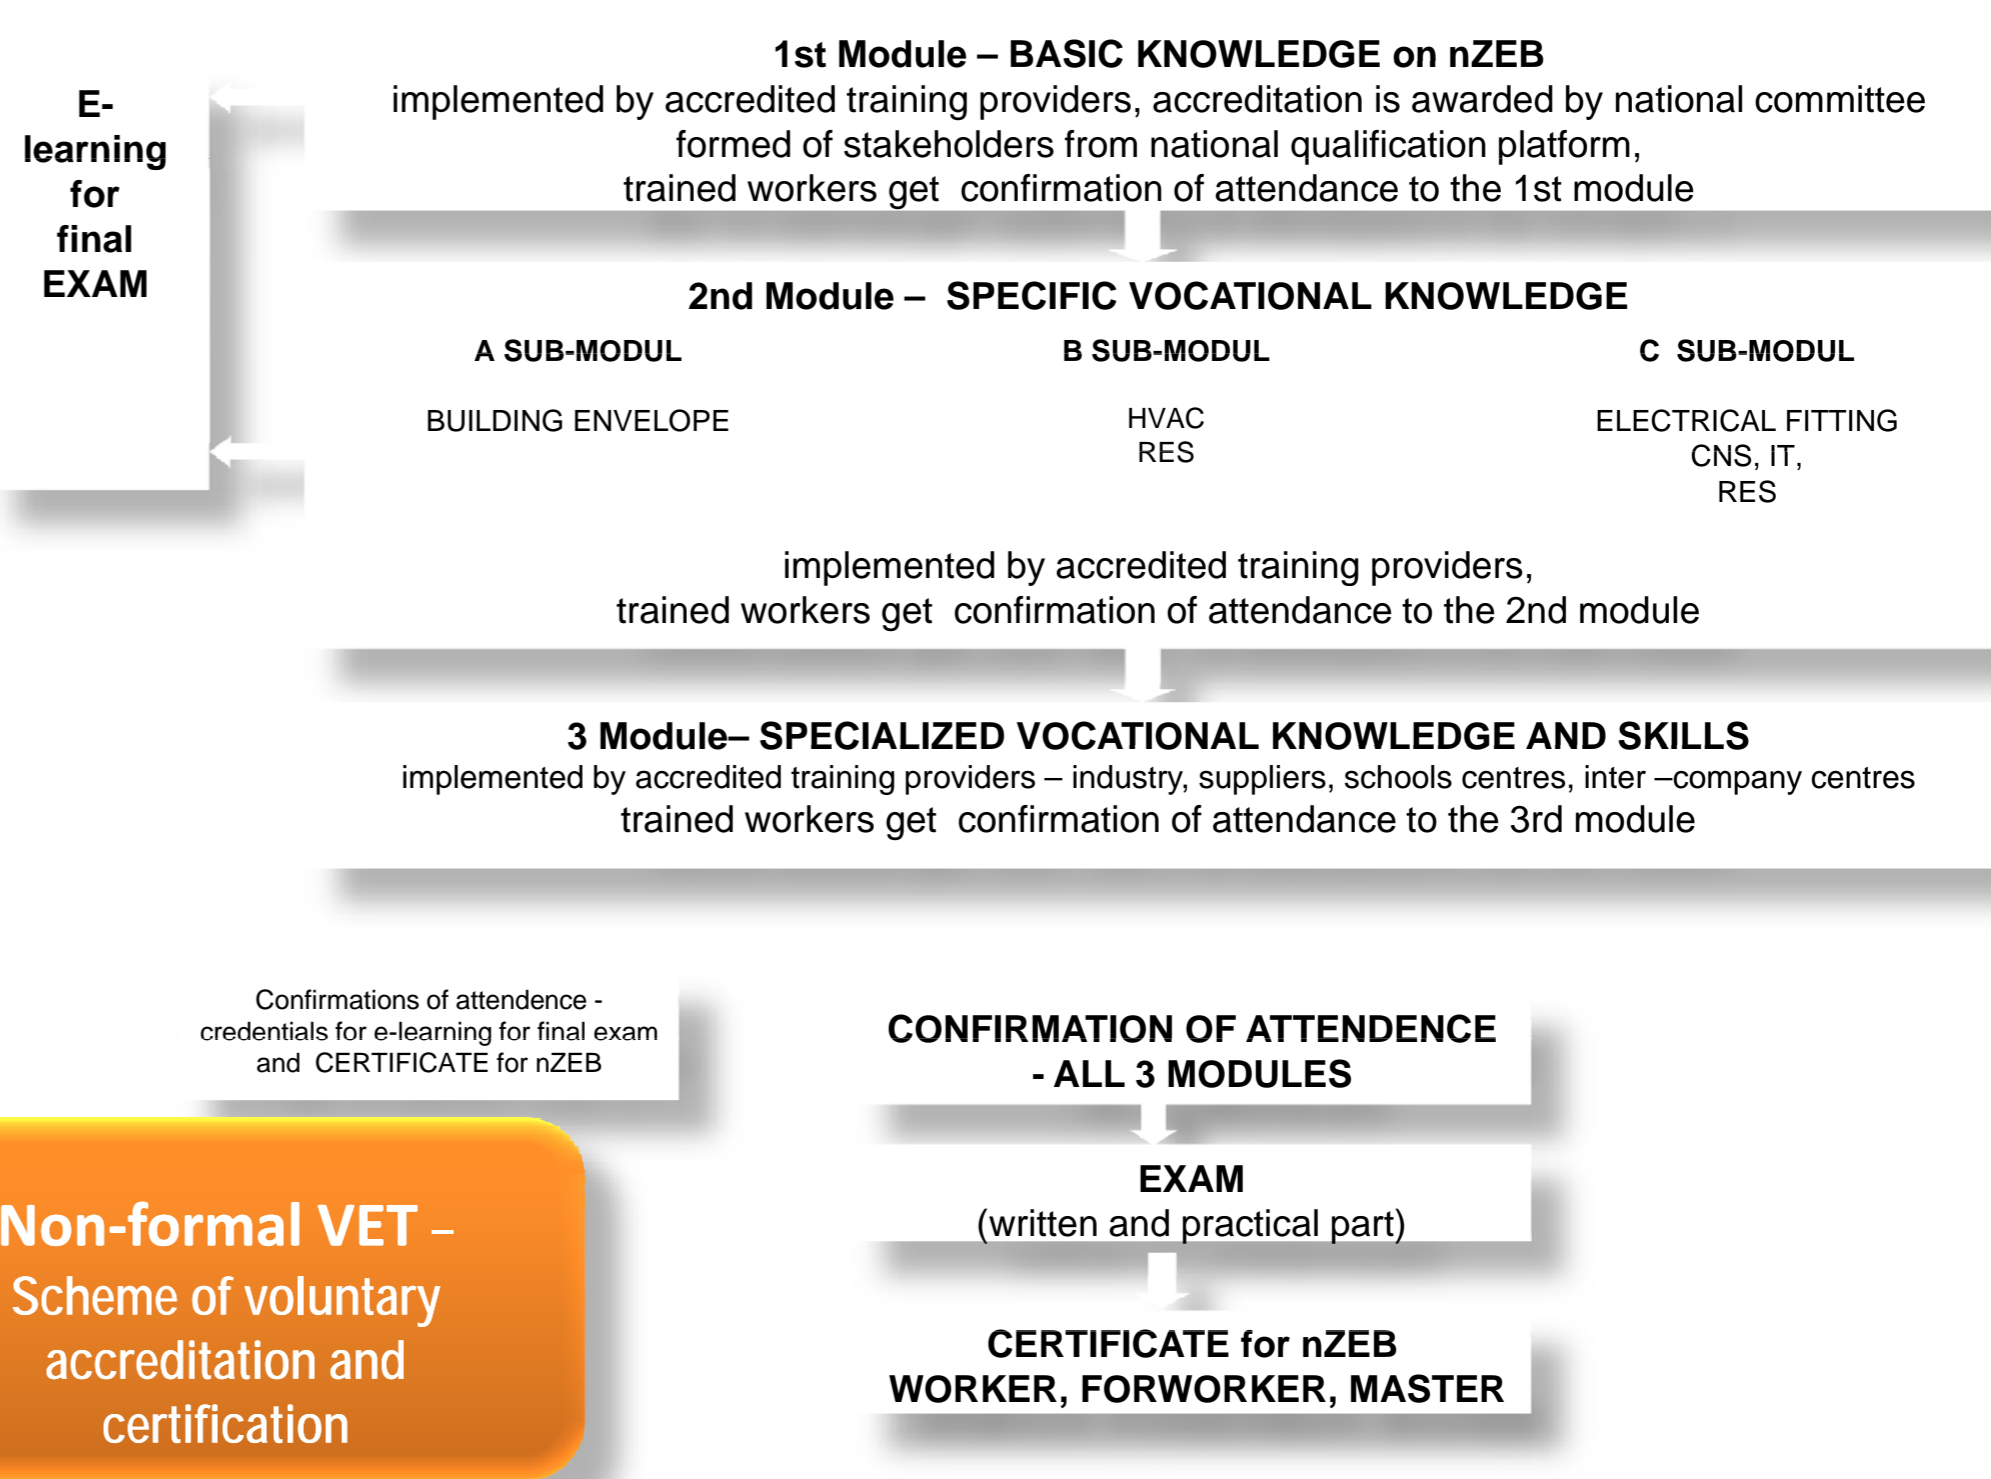 E-
learning
for
final
EXAM
1st Module – BASIC KNOWLEDGE on nZEB
implemented by accredited training providers, accreditation is awarded by national committee
formed of stakeholders from national qualification platform,
trained workers get confirmation of attendance to the 1st module
2nd Module – SPECIFIC VOCATIONAL KNOWLEDGE
A SUB-MODUL
BUILDING ENVELOPE
B SUB-MODUL
HVAC
RES
C SUB-MODUL
ELECTRICAL FITTING
CNS, IT,
RES
implemented by accredited training providers,
trained workers get confirmation of attendance to the 2nd module
3 Module– SPECIALIZED VOCATIONAL KNOWLEDGE AND SKILLS
implemented by accredited training providers – industry, suppliers, schools centres, inter –company centres
trained workers get confirmation of attendance to the 3rd module
Confirmations of attendence -
credentials for e-learning for final exam
and CERTIFICATE for nZEB
CONFIRMATION OF ATTENDENCE
- ALL 3 MODULES
EXAM
(written and practical part)
CERTIFICATE for nZEB
WORKER, FORWORKER, MASTER
Non-formal VET –
Scheme of voluntary
accreditation and
certification